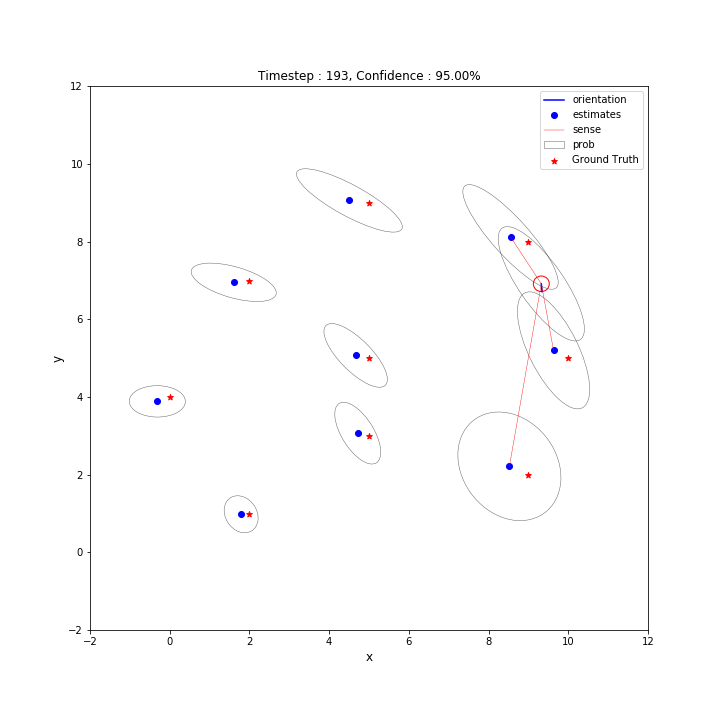 Timestep : 193, Confidence : 95.00%
orientation
estimates
sense
prob
Ground Truth
12
10
8
6
4
2
0
−2
y
−2 0 2 4 6 8 10 12
x